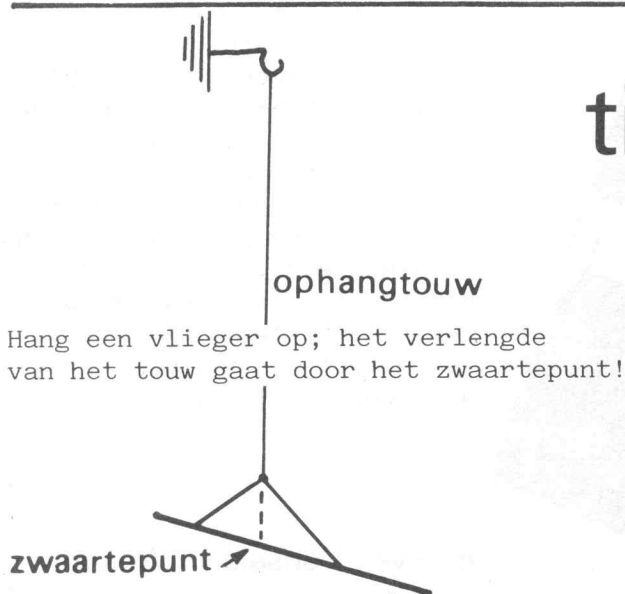 ophangtouw
Hang een vlieger op; het verlengde
van het touw gaat door het zwaartepunt!
zwaartepunt